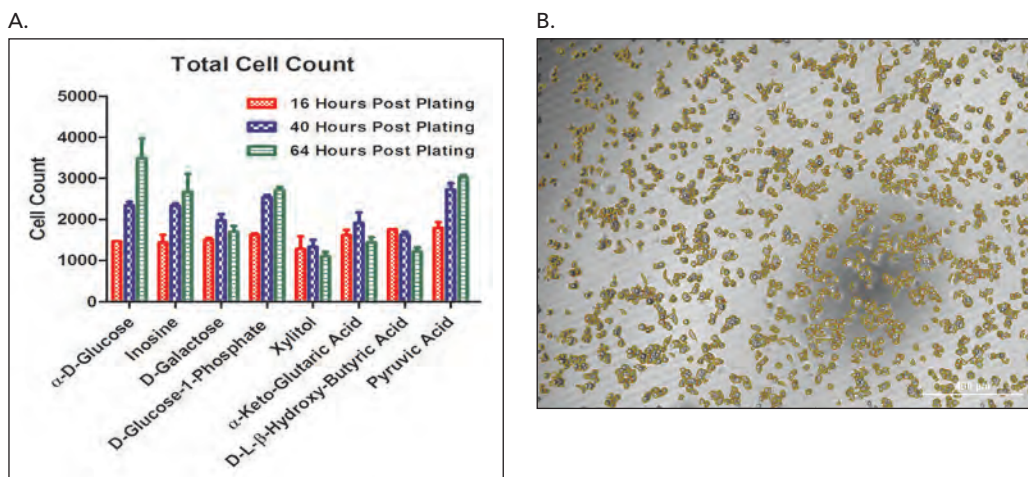 A.
B.
Total Cell Count
5000
4000
3000
2000
1000
0
Cell Count
16 Hours Post Plating
40 Hours Post Plating
64 Hours Post Plating
α-D-Glucose
Inosine
D-Galactose
D-Glucose-1-Phosphate
Xylitol
α-Keto-Glutaric Acid
D-L-β-Hydroxy-Butyric Acid
Pyruvic Acid